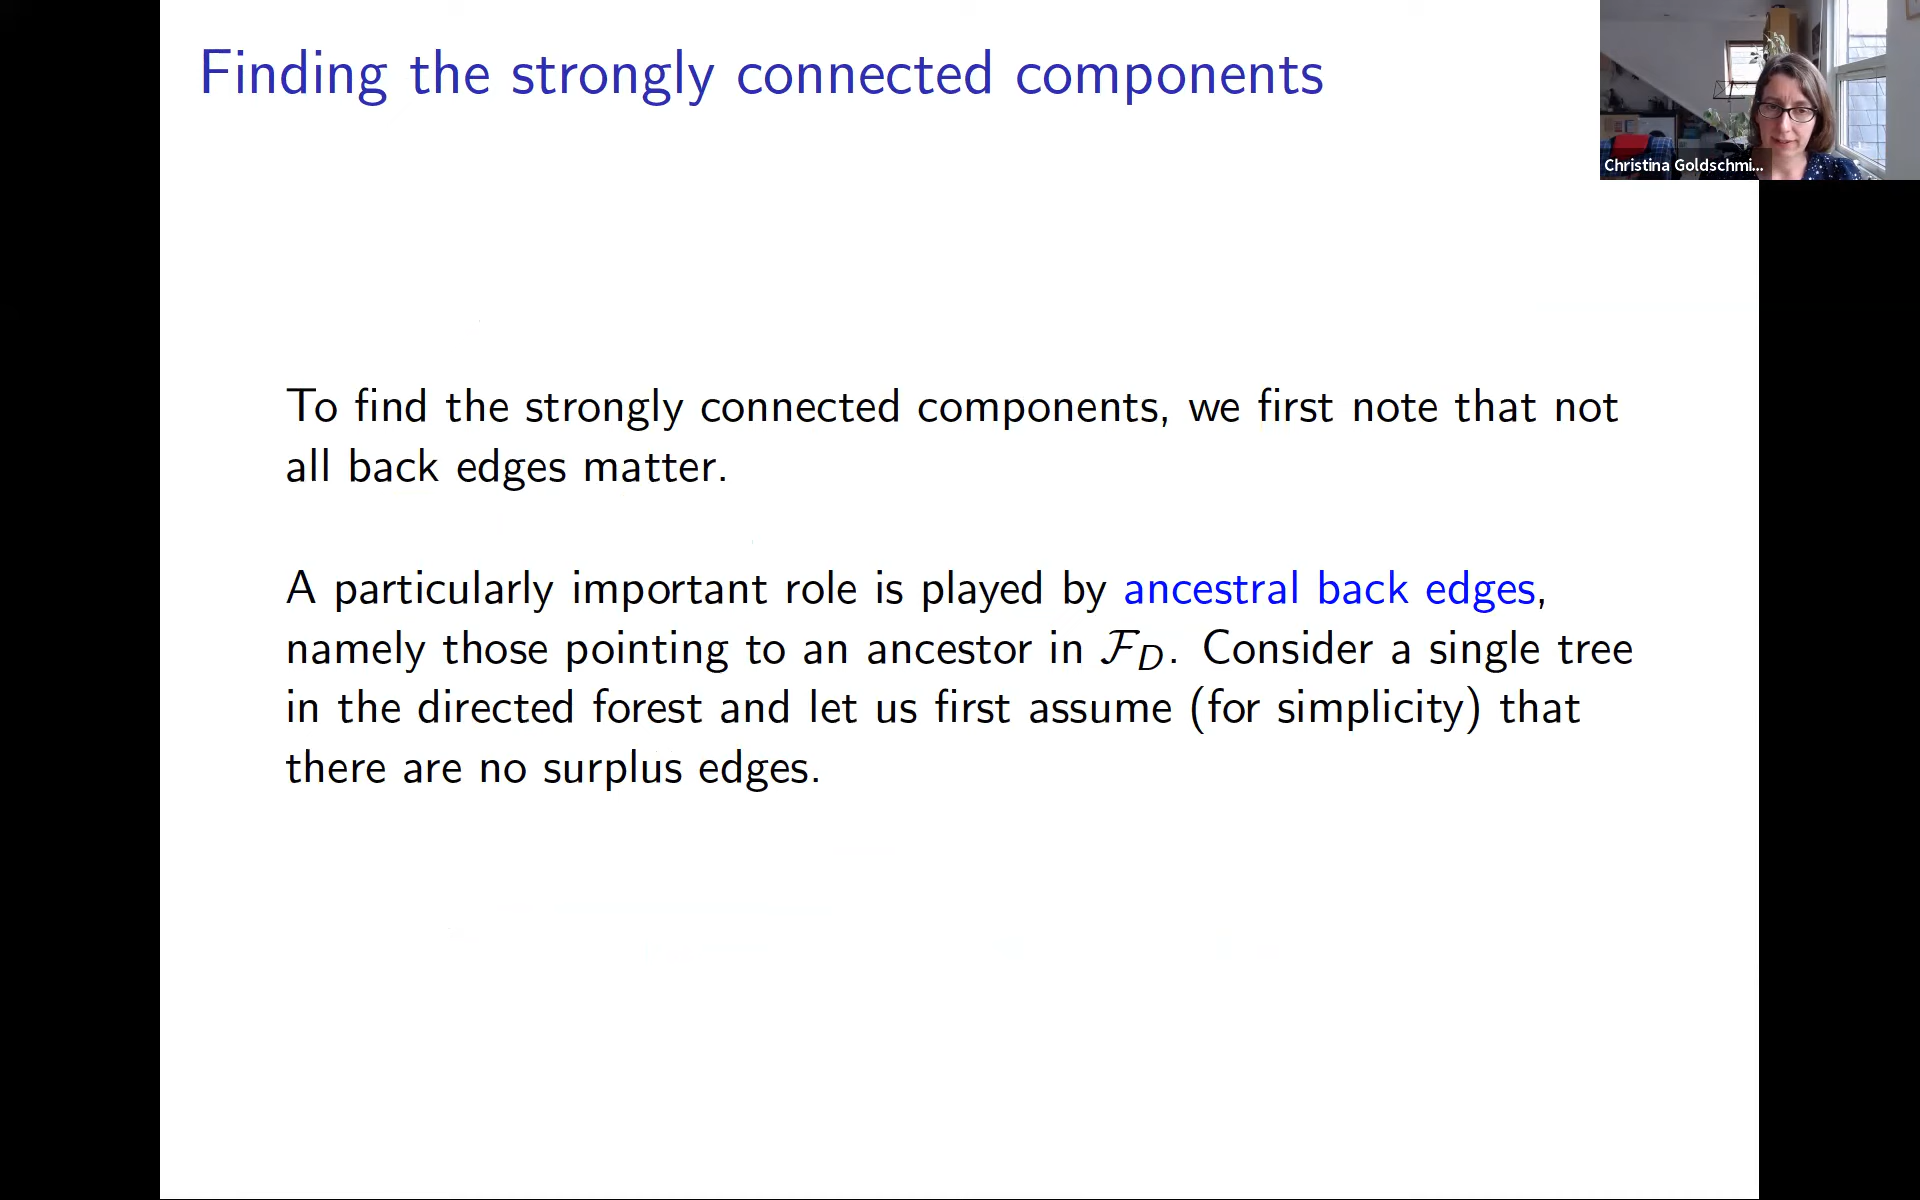 Finding the strongly connected components
Christina Goldschmi...
To find the strongly connected components, we first note that not
all back edges matter.
A particularly important role is played by ancestral back edges,
namely those pointing to an ancestor in $\mathcal{F}_D$. Consider a single tree
in the directed forest and let us first assume (for simplicity) that
there are no surplus edges.